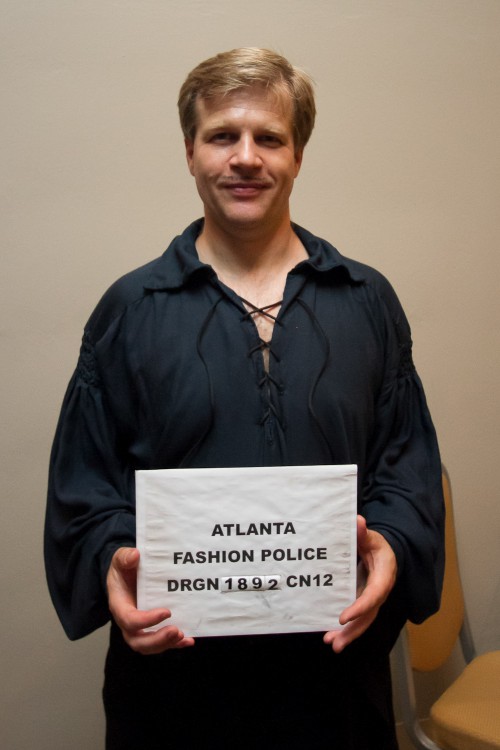 ATLANTA
FASHION POLICE
DRGN 1892 CN12